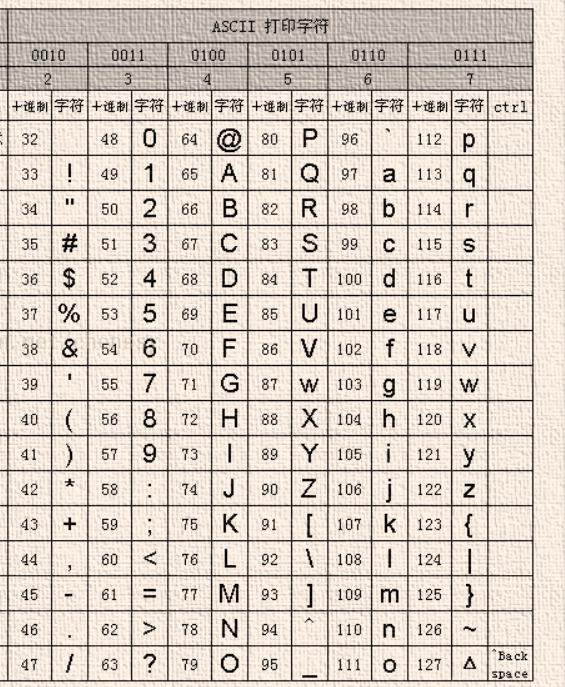 ASCII 打印字符
0010 0011 0100 0101 0110 0111
2 3 4 5 6 7
十进制 字符 十进制 字符 十进制 字符 十进制 字符 十进制 字符 十进制 字符 ctrl
32 48 0 64 @ 80 P 96 ` 112 p
33 ! 49 1 65 A 81 Q 97 a 113 q
34 " 50 2 66 B 82 R 98 b 114 r
35 # 51 3 67 C 83 S 99 c 115 s
36 $ 52 4 68 D 84 T 100 d 116 t
37 % 53 5 69 E 85 U 101 e 117 u
38 & 54 6 70 F 86 V 102 f 118 v
39 ' 55 7 71 G 87 w 103 g 119 w
40 ( 56 8 72 H 88 X 104 h 120 x
41 ) 57 9 73 I 89 Y 105 i 121 y
42 * 58 : 74 J 90 Z 106 j 122 z
43 + 59 ; 75 K 91 [ 107 k 123 {
44 , 60 < 76 L 92 \ 108 l 124 |
45 - 61 = 77 M 93 ] 109 m 125 }
46 . 62 > 78 N 94 ^ 110 n 126 ~
47 / 63 ? 79 O 95 _ 111 o 127 Δ ^Back
space